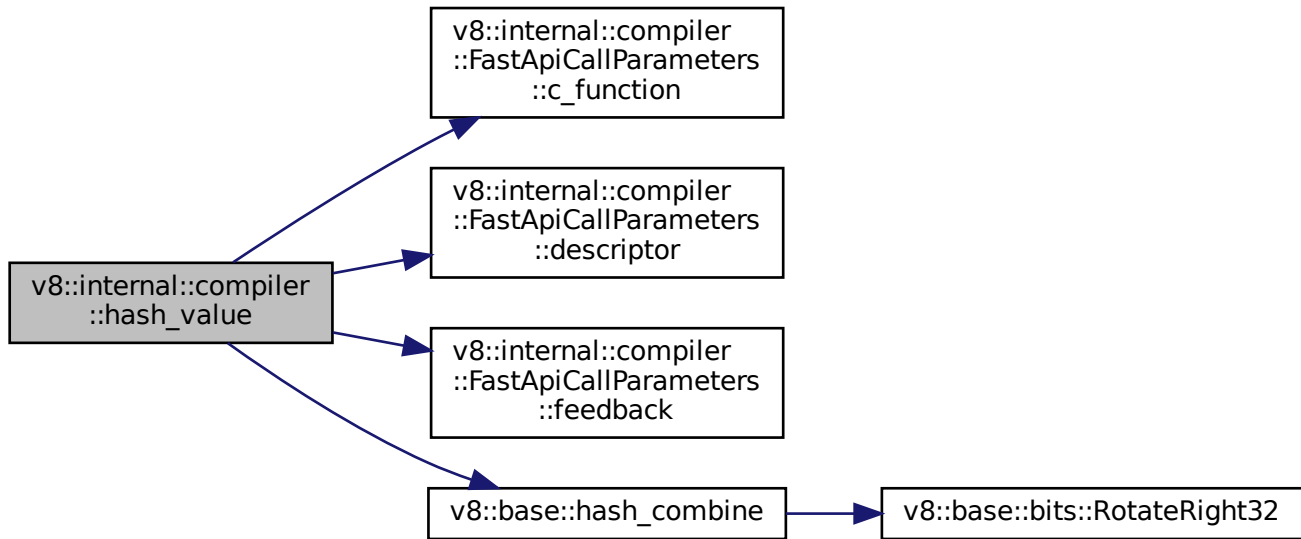 v8::internal::compiler
::FastApiCallParameters
::c_function
v8::internal::compiler
::FastApiCallParameters
::descriptor
v8::internal::compiler
::hash_value
v8::internal::compiler
::FastApiCallParameters
::feedback
v8::base::hash_combine
v8::base::bits::RotateRight32